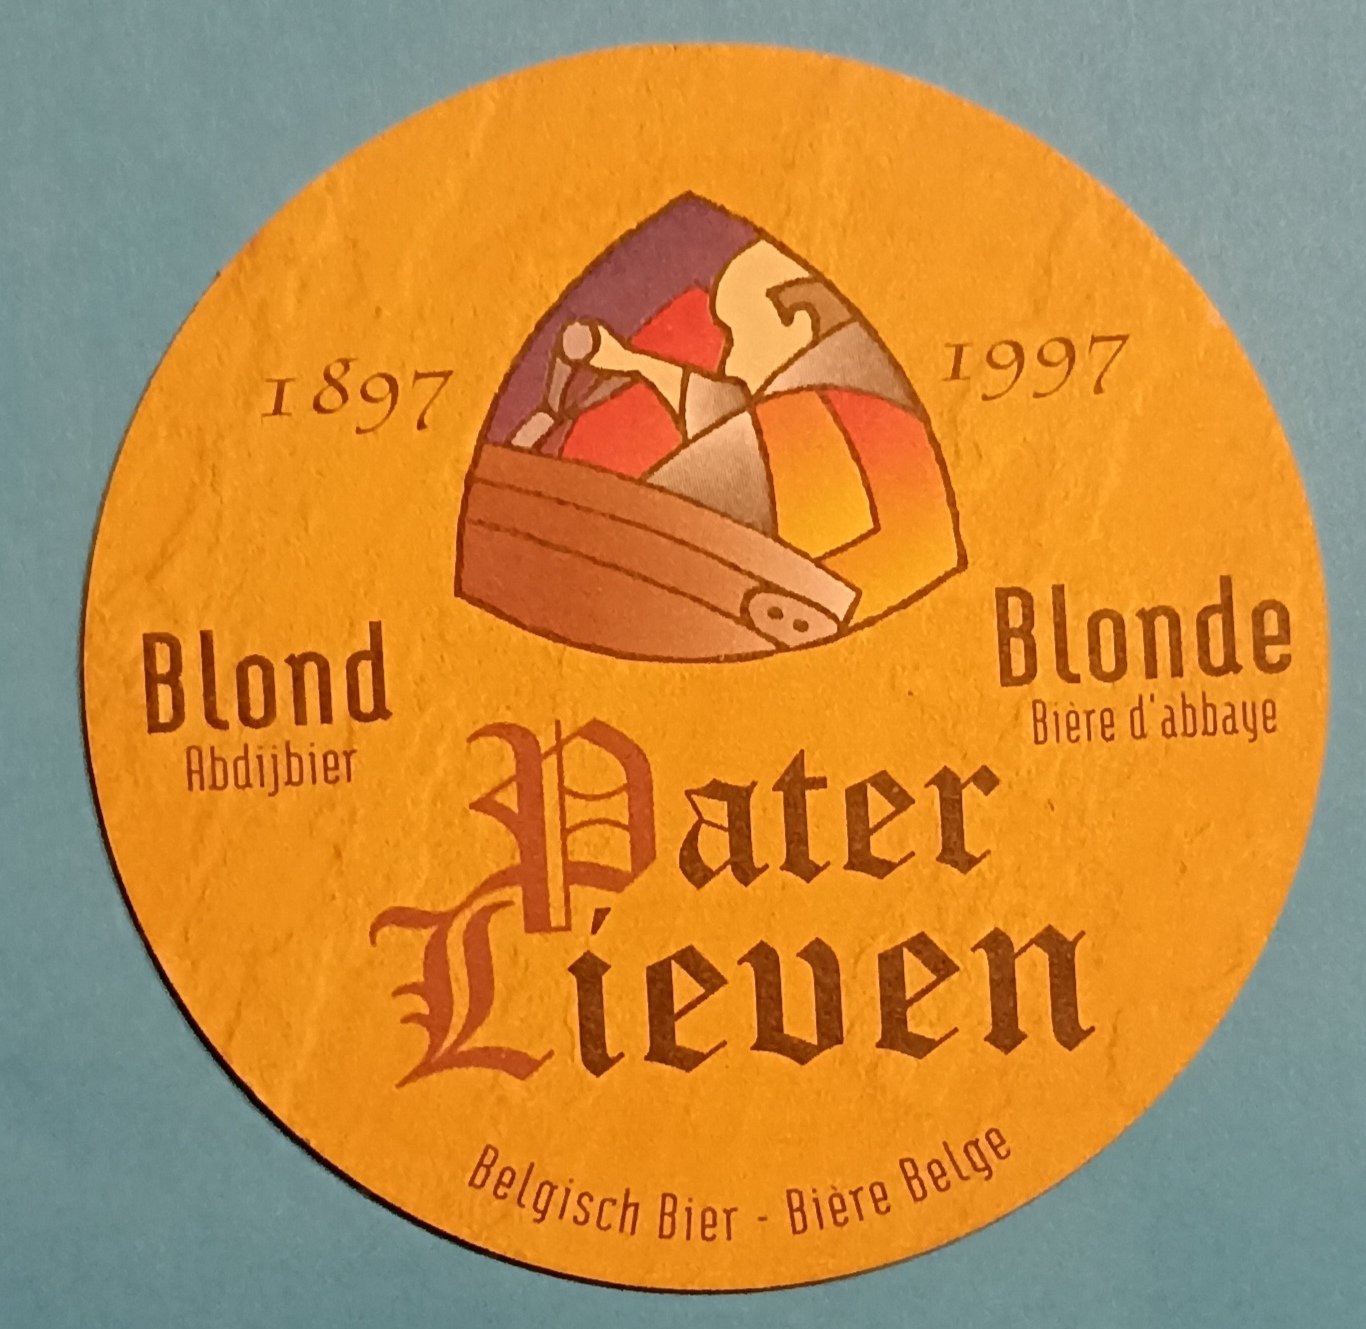 1897
1997
Blond
Abdijbier
Blonde
Bière d'abbaye
Pater
Lieven
Belgisch Bier - Bière Belge